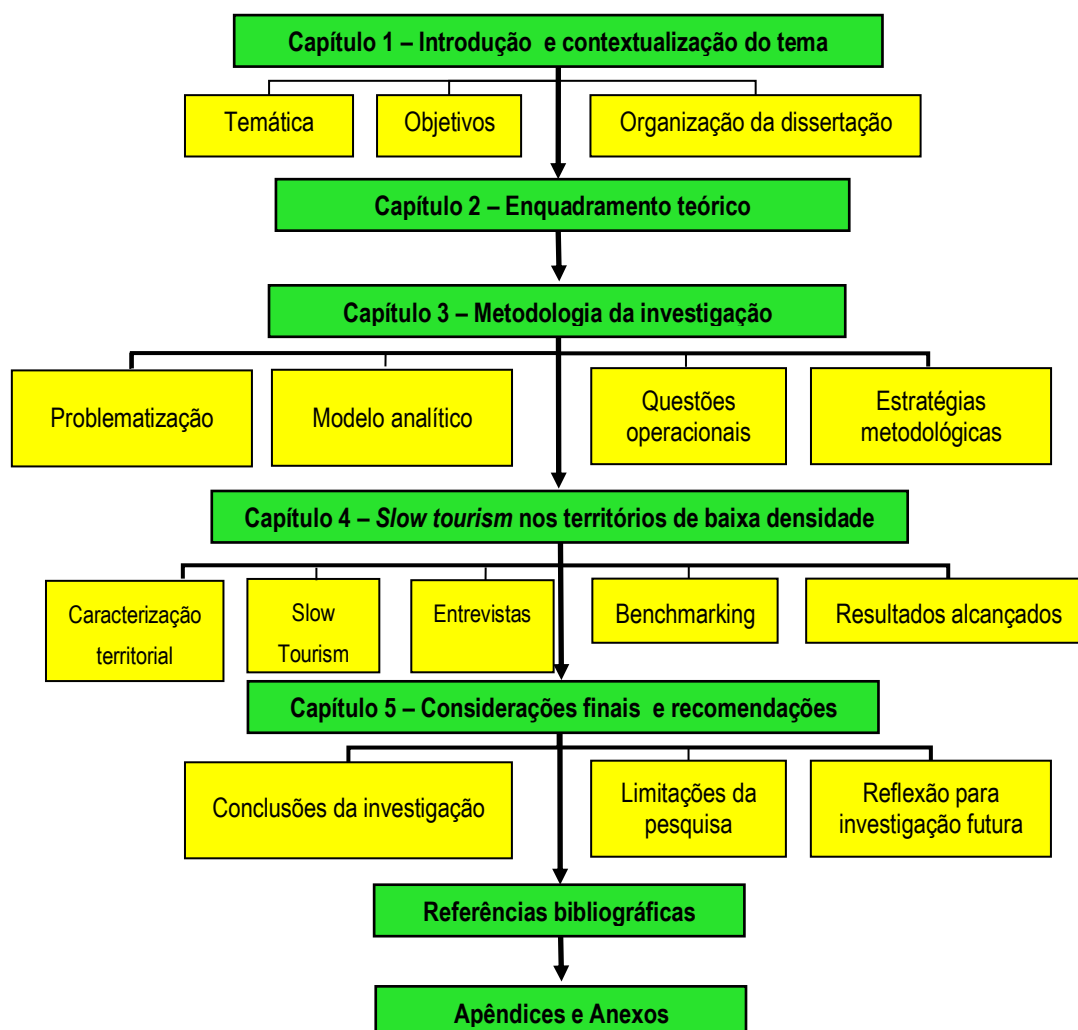 Capítulo 1 – Introdução e contextualização do tema
Temática
Objetivos
Organização da dissertação
Capítulo 2 – Enquadramento teórico
Capítulo 3 – Metodologia da investigação
Problematização
Modelo analítico
Questões
operacionais
Estratégias
metodológicas
Capítulo 4 – Slow tourism nos territórios de baixa densidade
Caracterização
territorial
Slow
Tourism
Entrevistas
Benchmarking
Resultados alcançados
Capítulo 5 – Considerações finais e recomendações
Conclusões da investigação
Limitações da
pesquisa
Reflexão para
investigação futura
Referências bibliográficas
Apêndices e Anexos